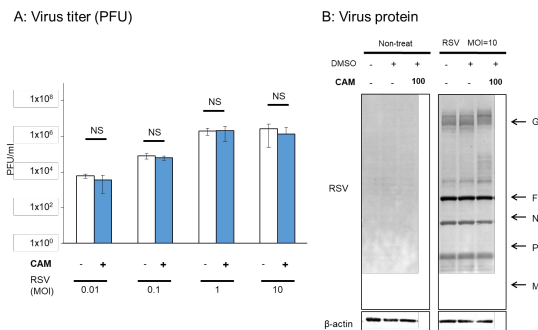 A: Virus titer (PFU)
1x10⁸
1x10⁶
1x10⁴
1x10²
1x10⁰
PFU/ml
NS
NS
NS
NS
CAM - + - + - + - +
RSV (MOI) 0.01 0.1 1 10
B: Virus protein
Non-treat RSV MOI=10
DMSO - + + - + +
CAM - - 100 - - 100
RSV
G
F
N
P
M
β-actin